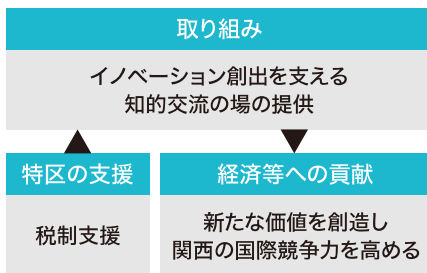 取り組み
イノベーション創出を支える
知的交流の場の提供
特区の支援
税制支援
経済等への貢献
新たな価値を創造し
関西の国際競争力を高める